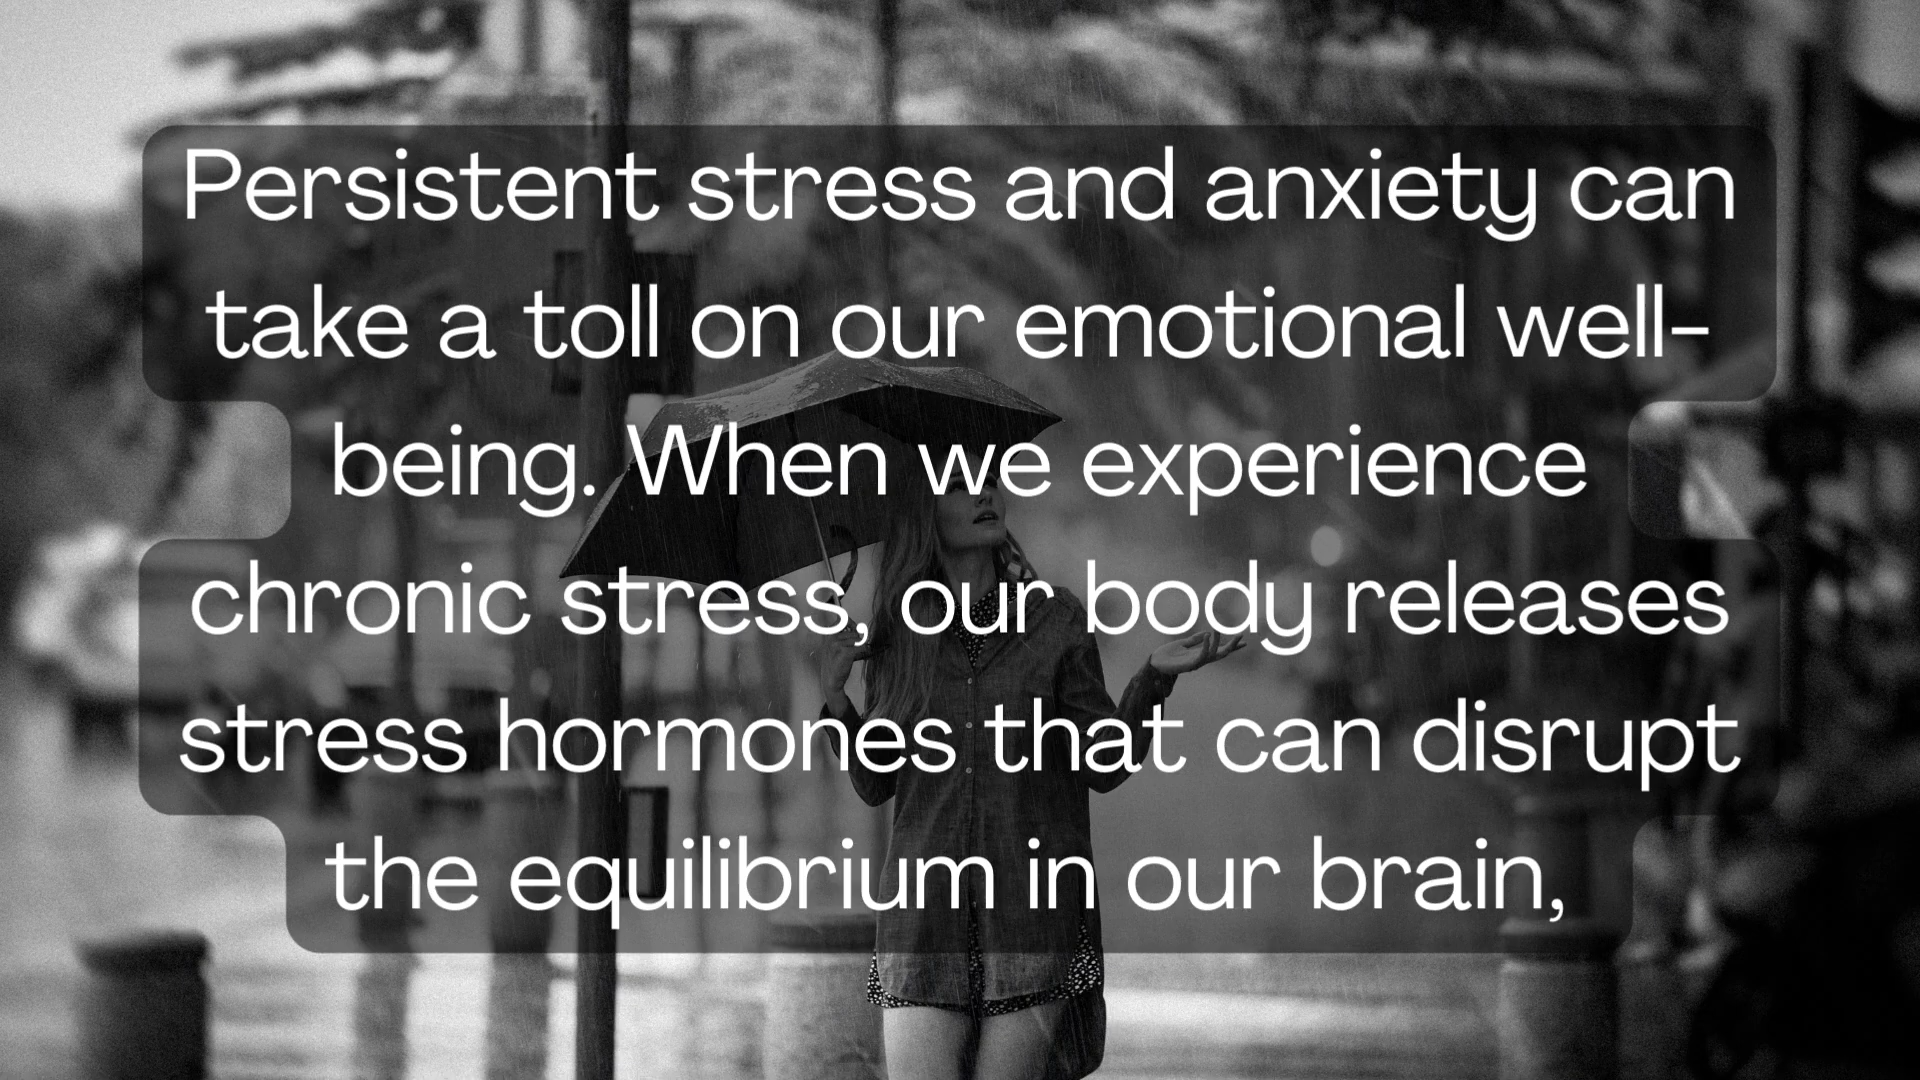 Persistent stress and anxiety can
take a toll on our emotional well-
being. When we experience
chronic stress, our body releases
stress hormones that can disrupt
the equilibrium in our brain,